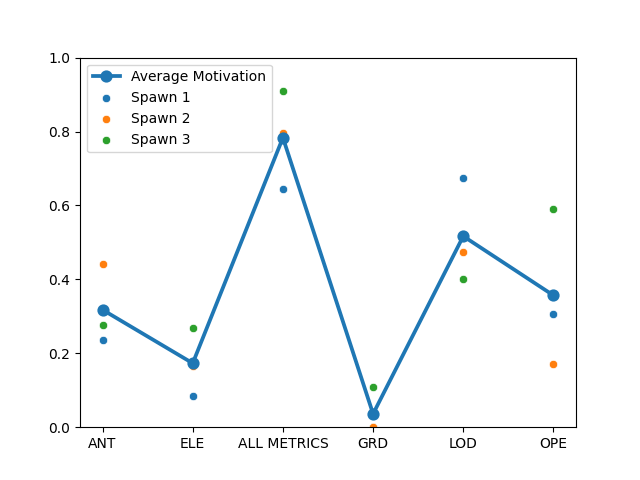 1.0
0.8
0.6
0.4
0.2
0.0
Average Motivation
Spawn 1
Spawn 2
Spawn 3
ANT ELE ALL METRICS GRD LOD OPE